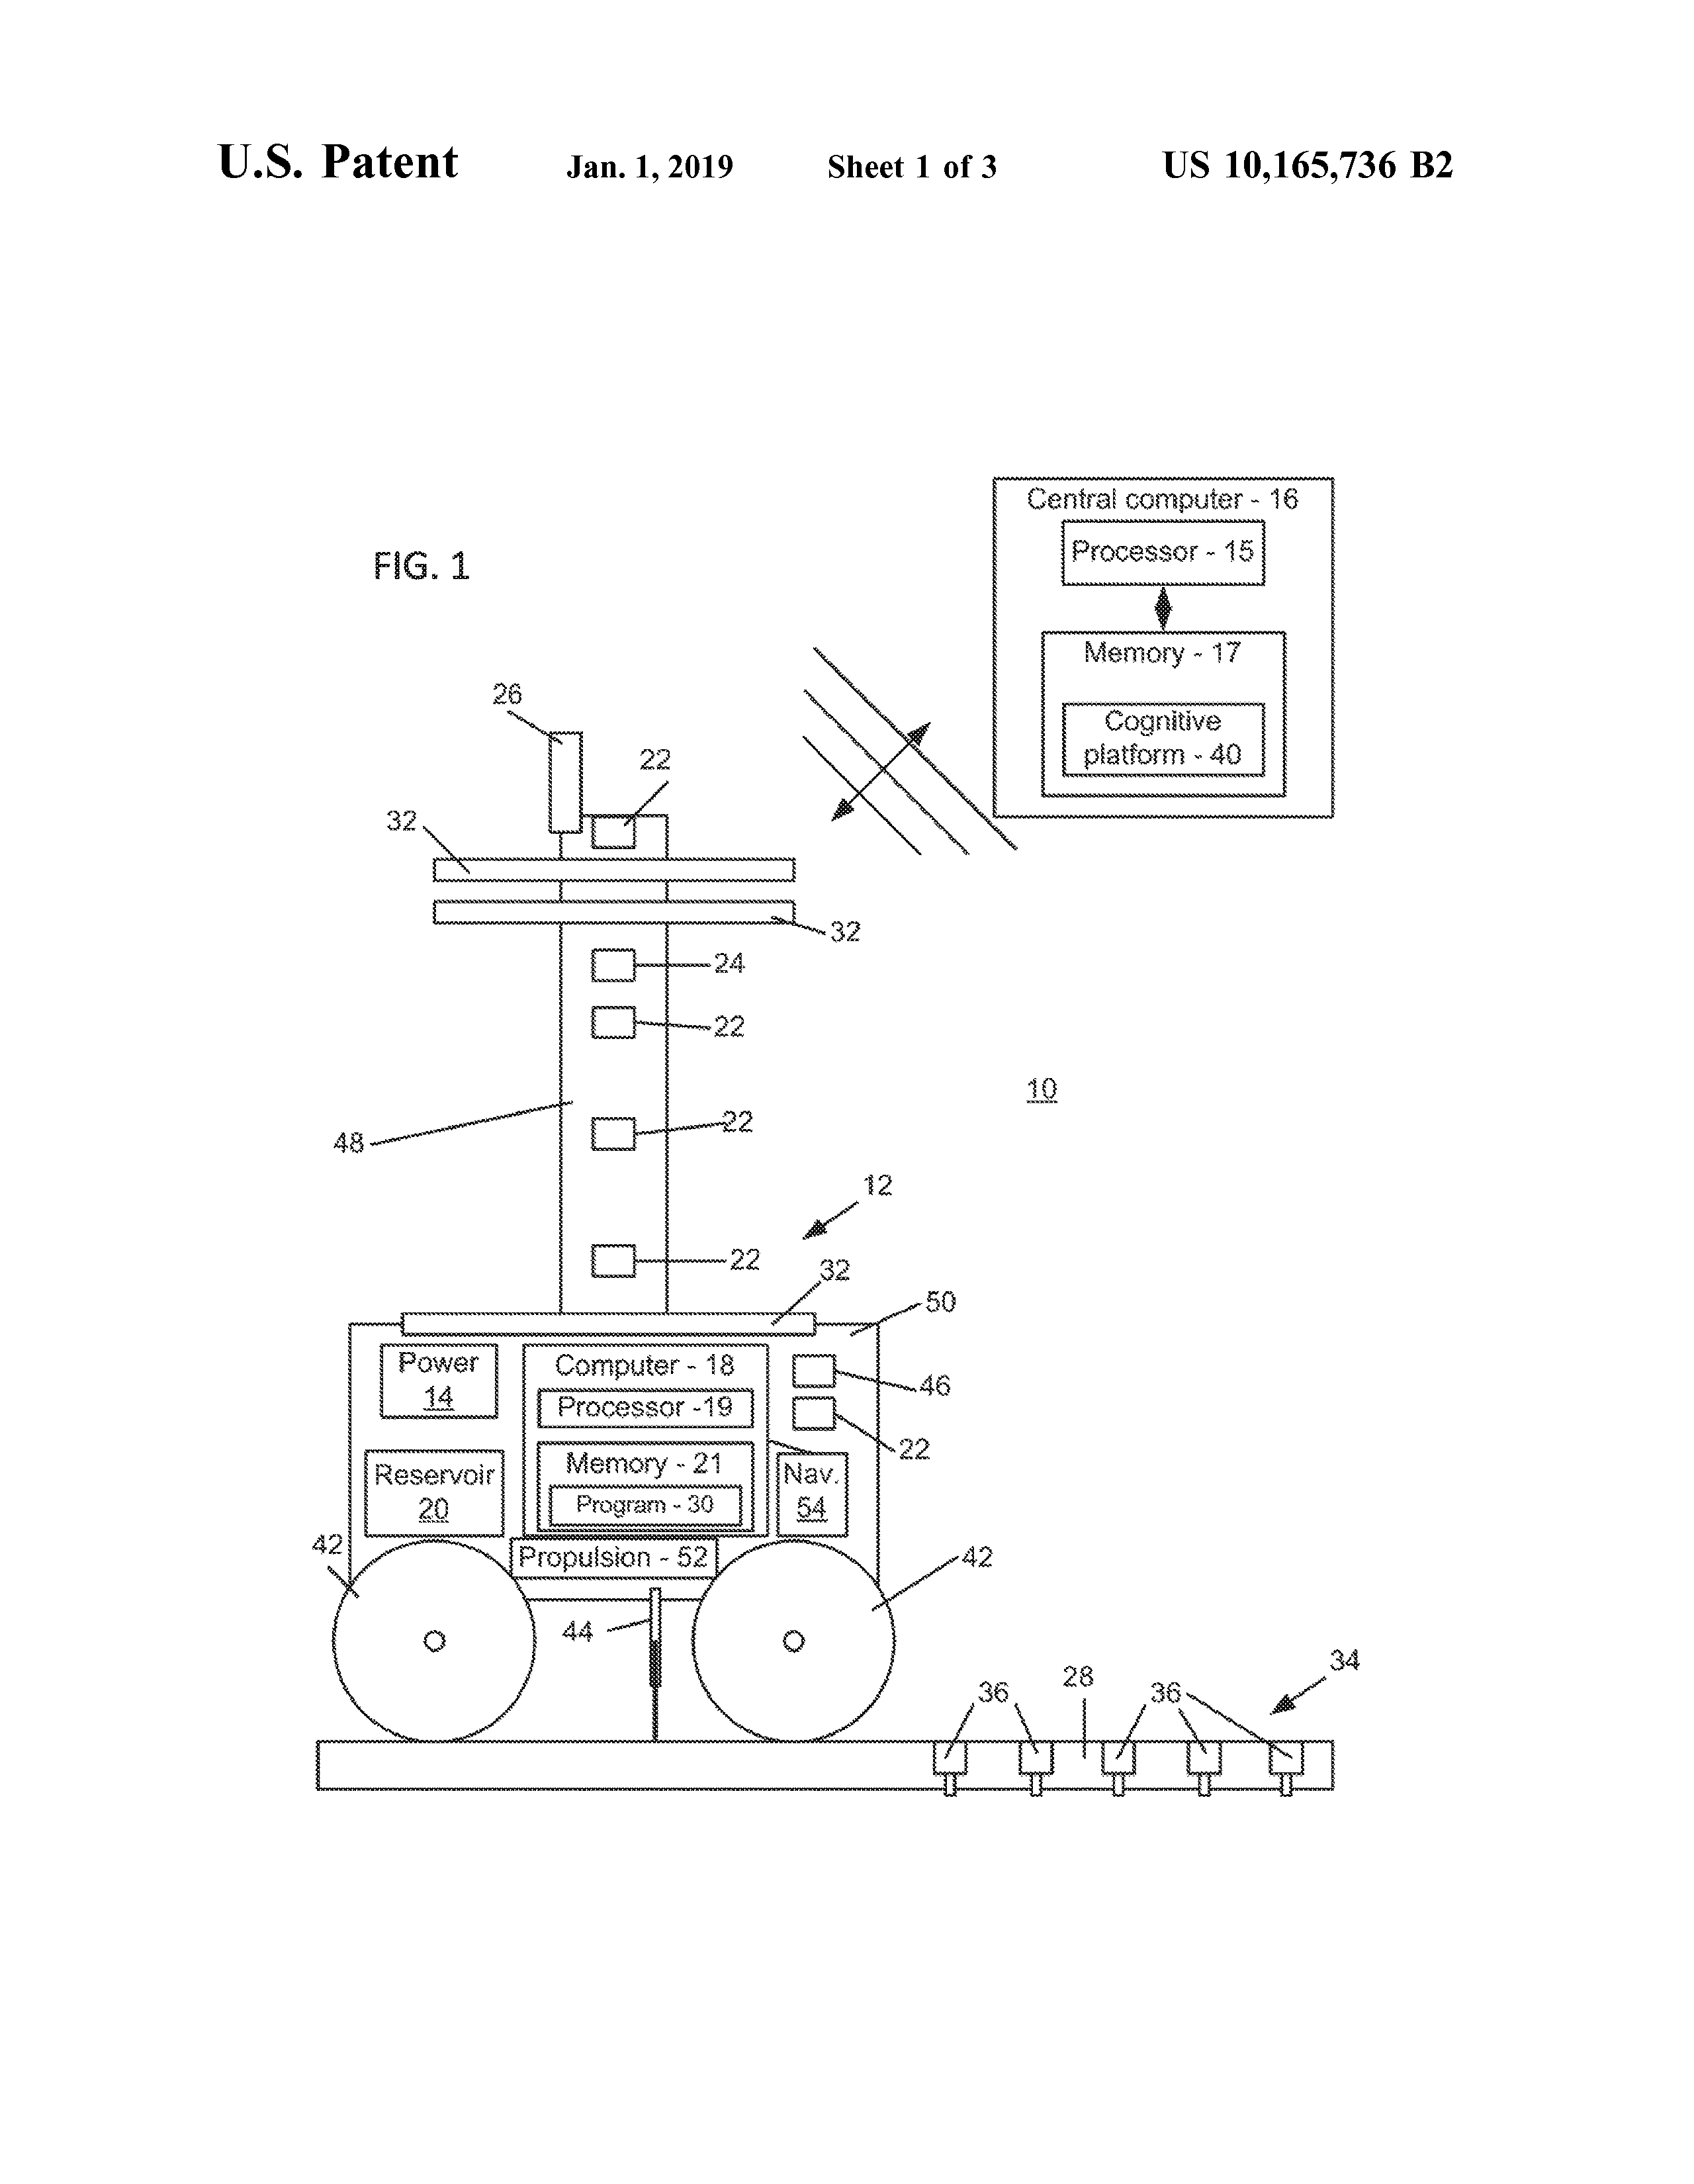 U.S. Patent Jan. 1, 2019 Sheet 1 of 3 US 10,165,736 B2
Central computer - 16
FIG. 1
Processor - 15
Memory - 17
Cognitive
platform - 40
26
22
32
32
24
22
10
22
48
12
22
32
50
Power
14
Computer - 18
46
Processor -19
22
Reservoir
20
Memory - 21
Nav.
54
Program - 30
42
Propulsion - 52
42
44
34
36
28
36